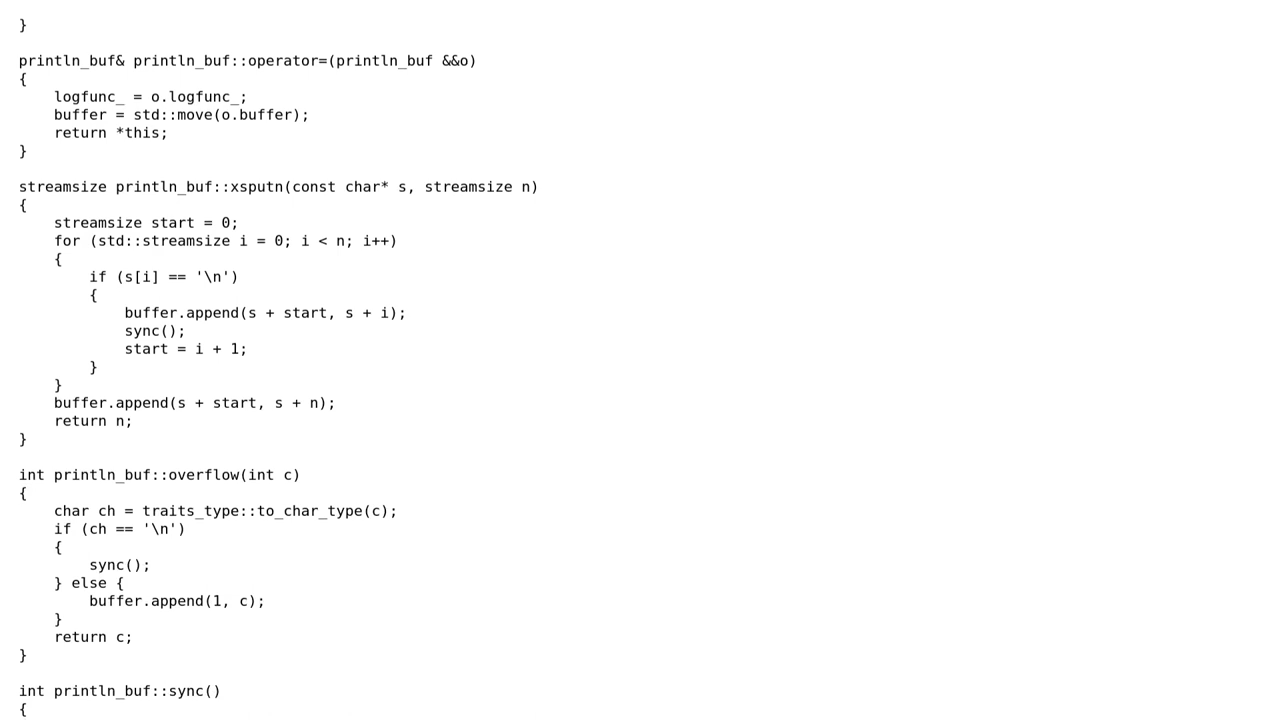 }

println_buf& println_buf::operator=(println_buf &&o)
{
    logfunc_ = o.logfunc_;
    buffer = std::move(o.buffer);
    return *this;
}

streamsize println_buf::xsputn(const char* s, streamsize n)
{
    streamsize start = 0;
    for (std::streamsize i = 0; i < n; i++)
    {
        if (s[i] == '\n')
        {
            buffer.append(s + start, s + i);
            sync();
            start = i + 1;
        }
    }
    buffer.append(s + start, s + n);
    return n;
}

int println_buf::overflow(int c)
{
    char ch = traits_type::to_char_type(c);
    if (ch == '\n')
    {
        sync();
    } else {
        buffer.append(1, c);
    }
    return c;
}

int println_buf::sync()
{